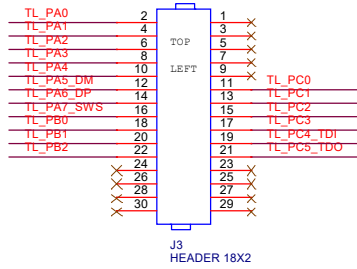 TL_PA0 2 1
TL_PA1 4 3
TL_PA2 6 TOP 5
TL_PA3 8 LEFT 7
TL_PA4 10 9
TL_PA5_DM 12 11 TL_PC0
TL_PA6_DP 14 13 TL_PC1
TL_PA7_SWS 16 15 TL_PC2
TL_PB0 18 17 TL_PC3
TL_PB1 20 19 TL_PC4_TDI
TL_PB2 22 21 TL_PC5_TDO
24 23
26 25
28 27
30 29
J3
HEADER 18X2